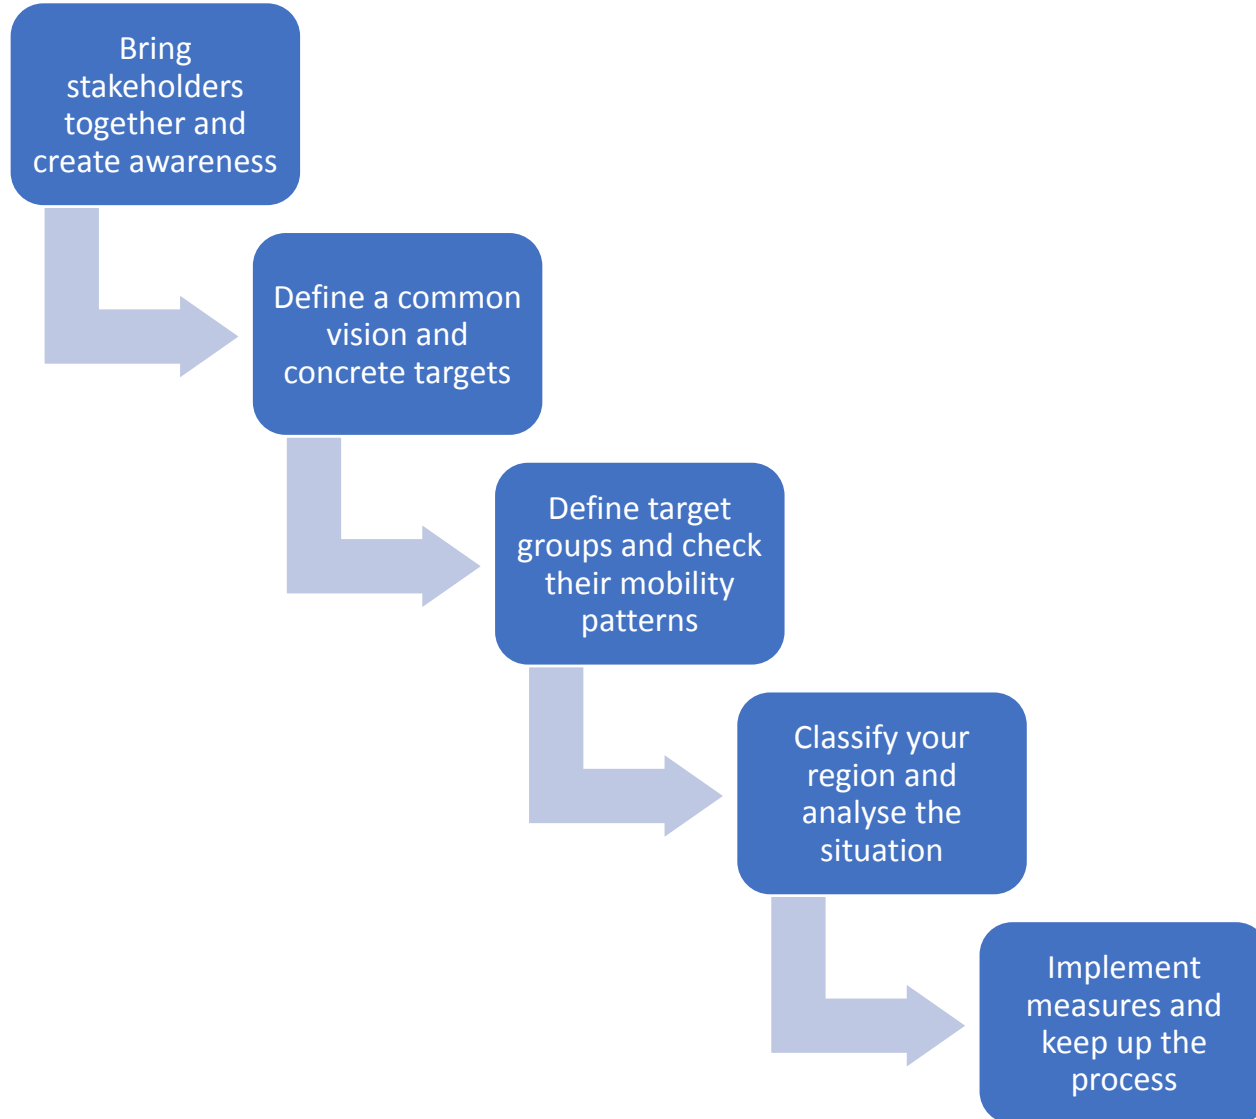 Bring
stakeholders
together and
create awareness
Define a common
vision and
concrete targets
Define target
groups and check
their mobility
patterns
Classify your
region and
analyse the
situation
Implement
measures and
keep up the
process